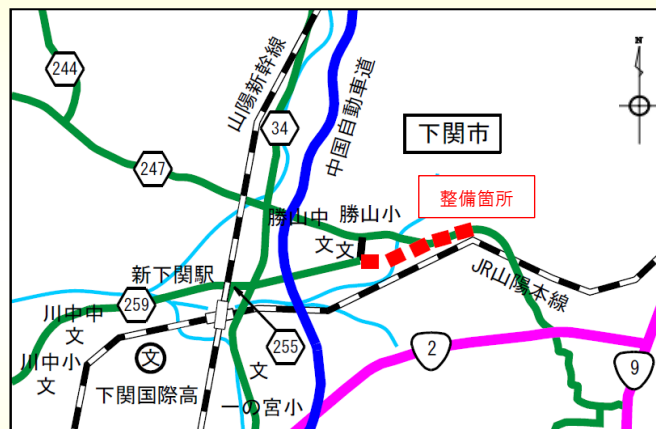 N
244
山陽新幹線
34
中国自動車道
下関市
247
整備箇所
勝山中
文
勝山小
文
新下関駅
JR山陽本線
259
川中中
文
255
2
9
川中小
文
文
文
下関国際高
一の宮小